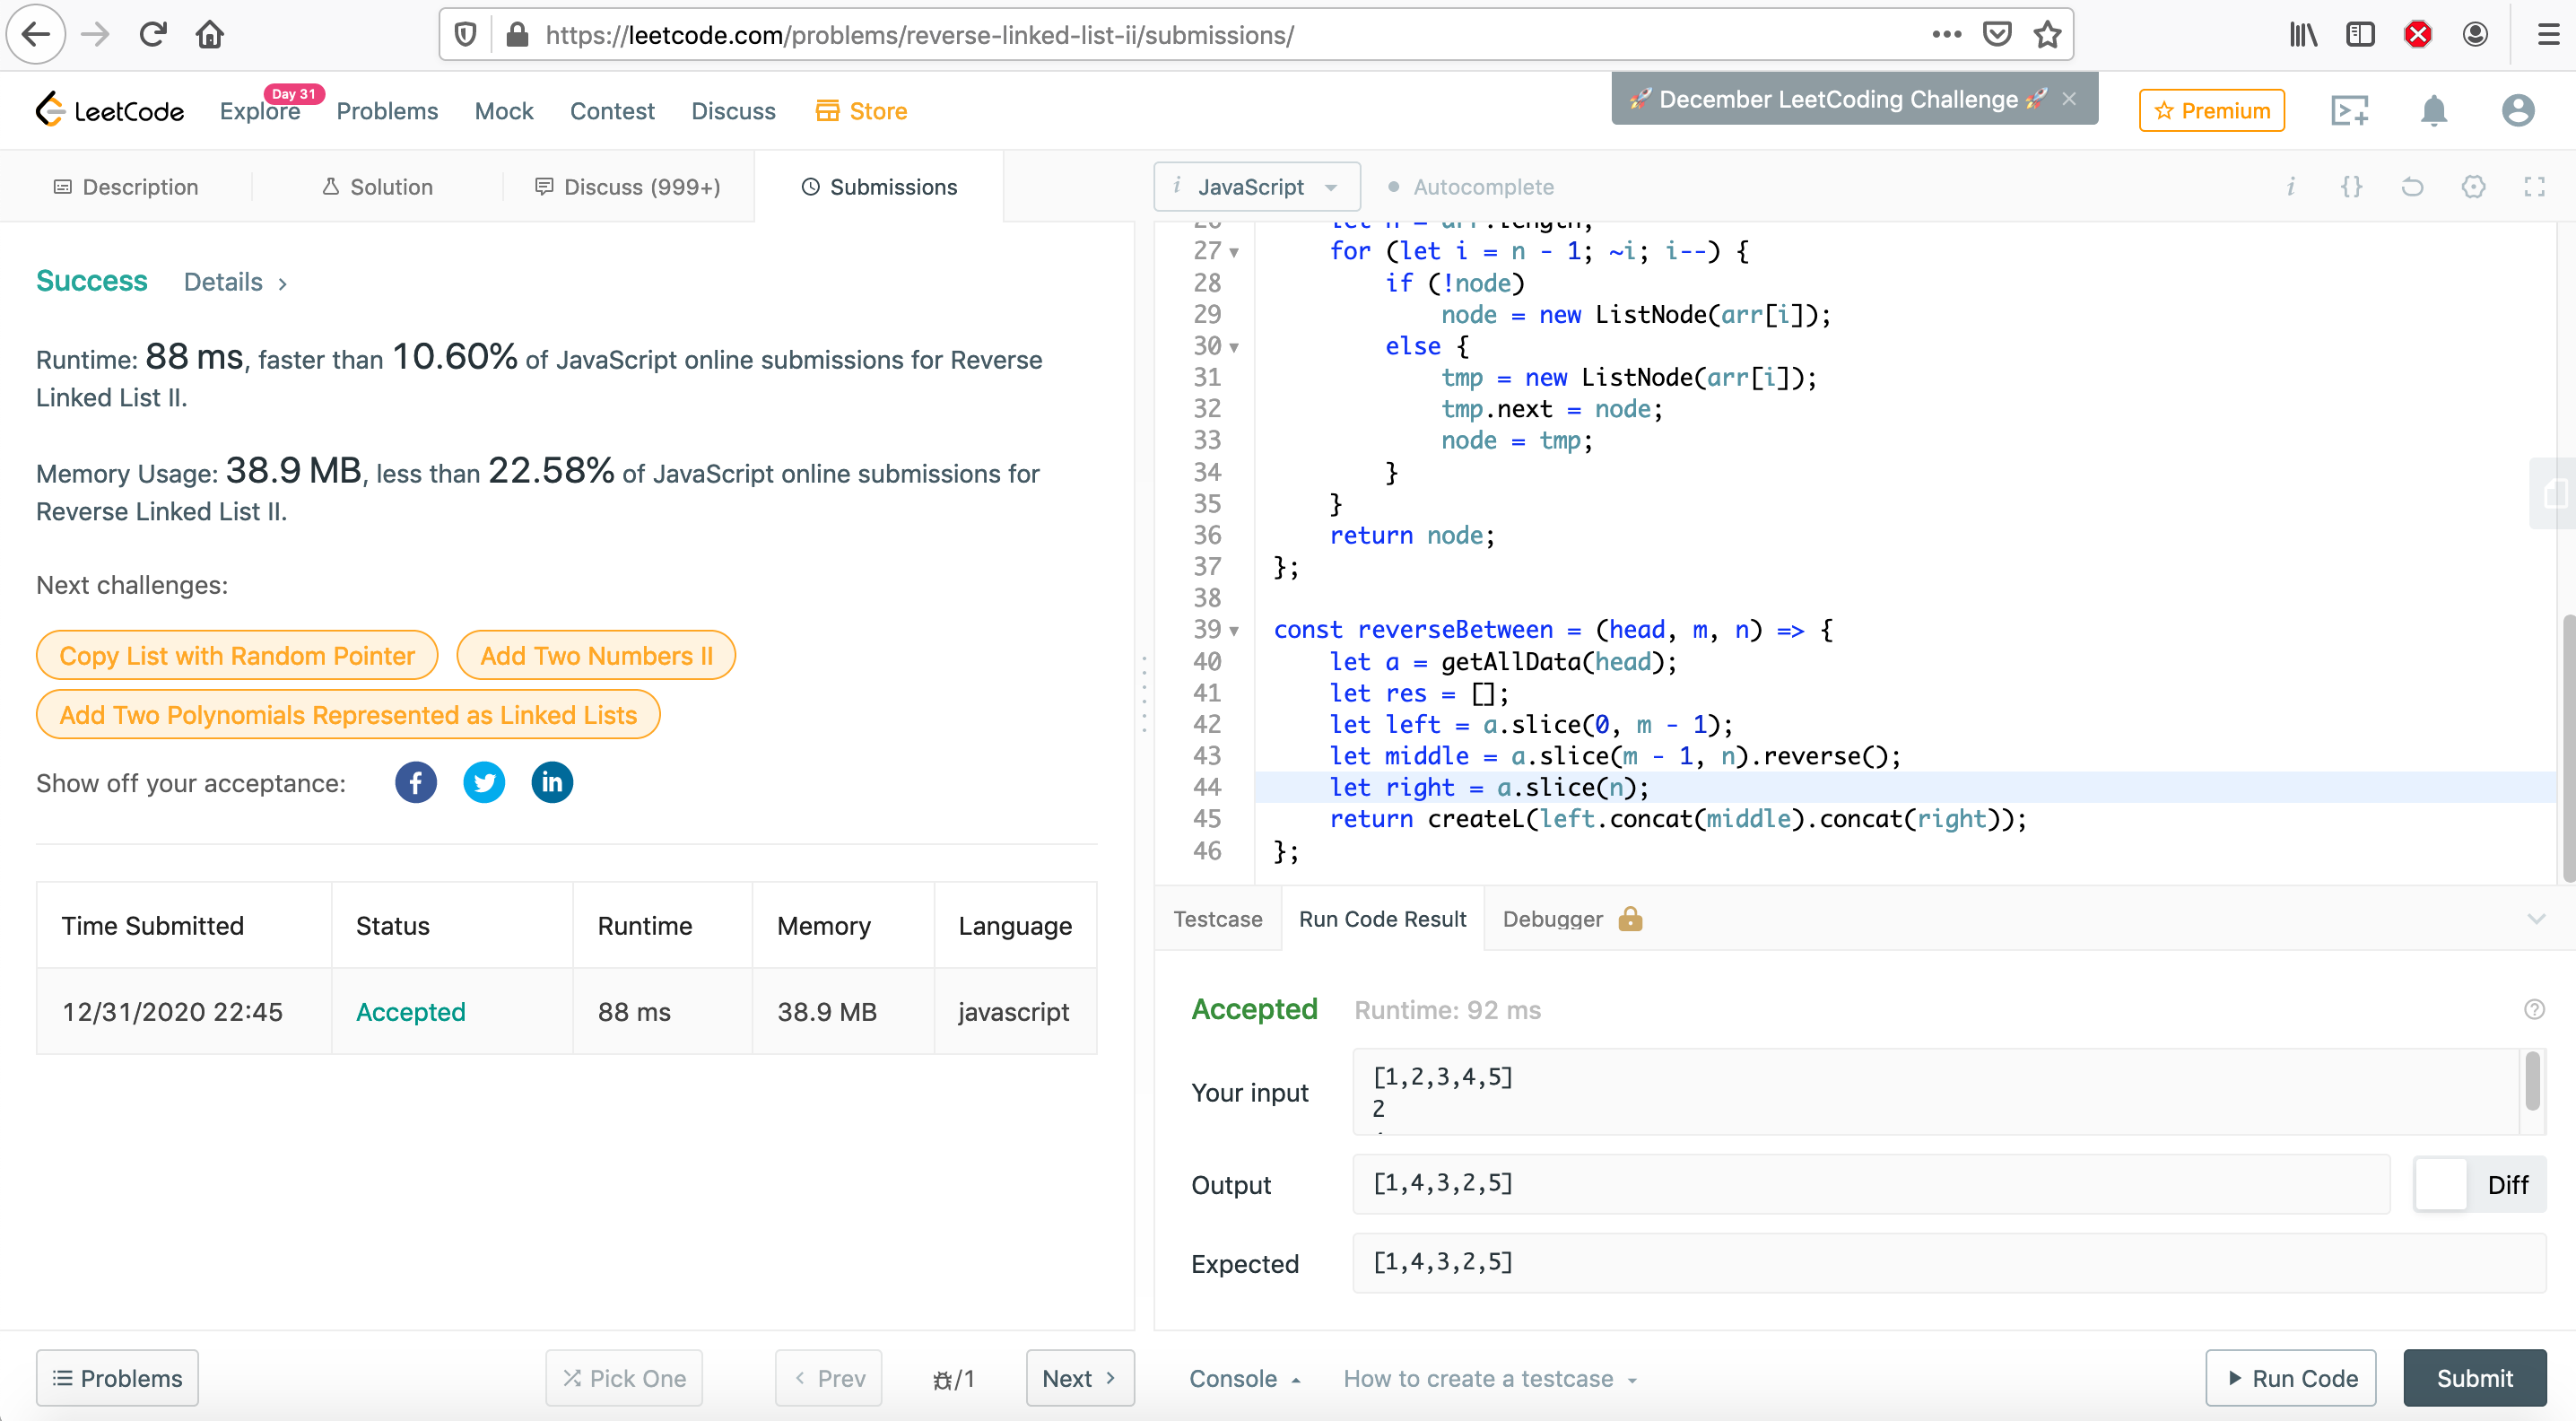 https://leetcode.com/problems/reverse-linked-list-ii/submissions/
LeetCode
Explore
Day 31
Problems
Mock
Contest
Discuss
Store
🚀 December LeetCoding Challenge 🚀
Premium
Description
Solution
Discuss (999+)
Submissions
Success
Details
Runtime: 88 ms, faster than 10.60% of JavaScript online submissions for Reverse
Linked List II.
Memory Usage: 38.9 MB, less than 22.58% of JavaScript online submissions for
Reverse Linked List II.
Next challenges:
Copy List with Random Pointer
Add Two Numbers II
Add Two Polynomials Represented as Linked Lists
Show off your acceptance:
Time Submitted
Status
Runtime
Memory
Language
12/31/2020 22:45
Accepted
88 ms
38.9 MB
javascript
Problems
Pick One
Prev
/1
Next
i JavaScript
Autocomplete
26 let n = arr.length;
27 for (let i = n - 1; ~i; i--) {
28 if (!node)
29 node = new ListNode(arr[i]);
30 else {
31 tmp = new ListNode(arr[i]);
32 tmp.next = node;
33 node = tmp;
34 }
35 }
36 return node;
37 };
38
39 const reverseBetween = (head, m, n) => {
40 let a = getAllData(head);
41 let res = [];
42 let left = a.slice(0, m - 1);
43 let middle = a.slice(m - 1, n).reverse();
44 let right = a.slice(n);
45 return createL(left.concat(middle).concat(right));
46 };
Testcase
Run Code Result
Debugger
Accepted
Runtime: 92 ms
Your input
[1,2,3,4,5]
2
Output
[1,4,3,2,5]
Diff
Expected
[1,4,3,2,5]
Console
How to create a testcase
Run Code
Submit